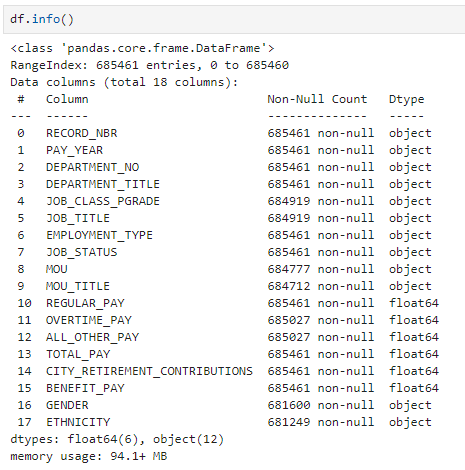 df.info()
<class 'pandas.core.frame.DataFrame'>
RangeIndex: 685461 entries, 0 to 685460
Data columns (total 18 columns):
 #   Column                       Non-Null Count   Dtype
---  ------                       --------------   -----
 0   RECORD_NBR                   685461 non-null  object
 1   PAY_YEAR                     685461 non-null  object
 2   DEPARTMENT_NO                685461 non-null  object
 3   DEPARTMENT_TITLE             685461 non-null  object
 4   JOB_CLASS_PGRADE             684919 non-null  object
 5   JOB_TITLE                    684919 non-null  object
 6   EMPLOYMENT_TYPE              685461 non-null  object
 7   JOB_STATUS                   685461 non-null  object
 8   MOU                          684777 non-null  object
 9   MOU_TITLE                    684712 non-null  object
 10  REGULAR_PAY                  685461 non-null  float64
 11  OVERTIME_PAY                 685027 non-null  float64
 12  ALL_OTHER_PAY                685027 non-null  float64
 13  TOTAL_PAY                    685461 non-null  float64
 14  CITY_RETIREMENT_CONTRIBUTIONS  685461 non-null  float64
 15  BENEFIT_PAY                  685461 non-null  float64
 16  GENDER                       681600 non-null  object
 17  ETHNICITY                    681249 non-null  object
dtypes: float64(6), object(12)
memory usage: 94.1+ MB